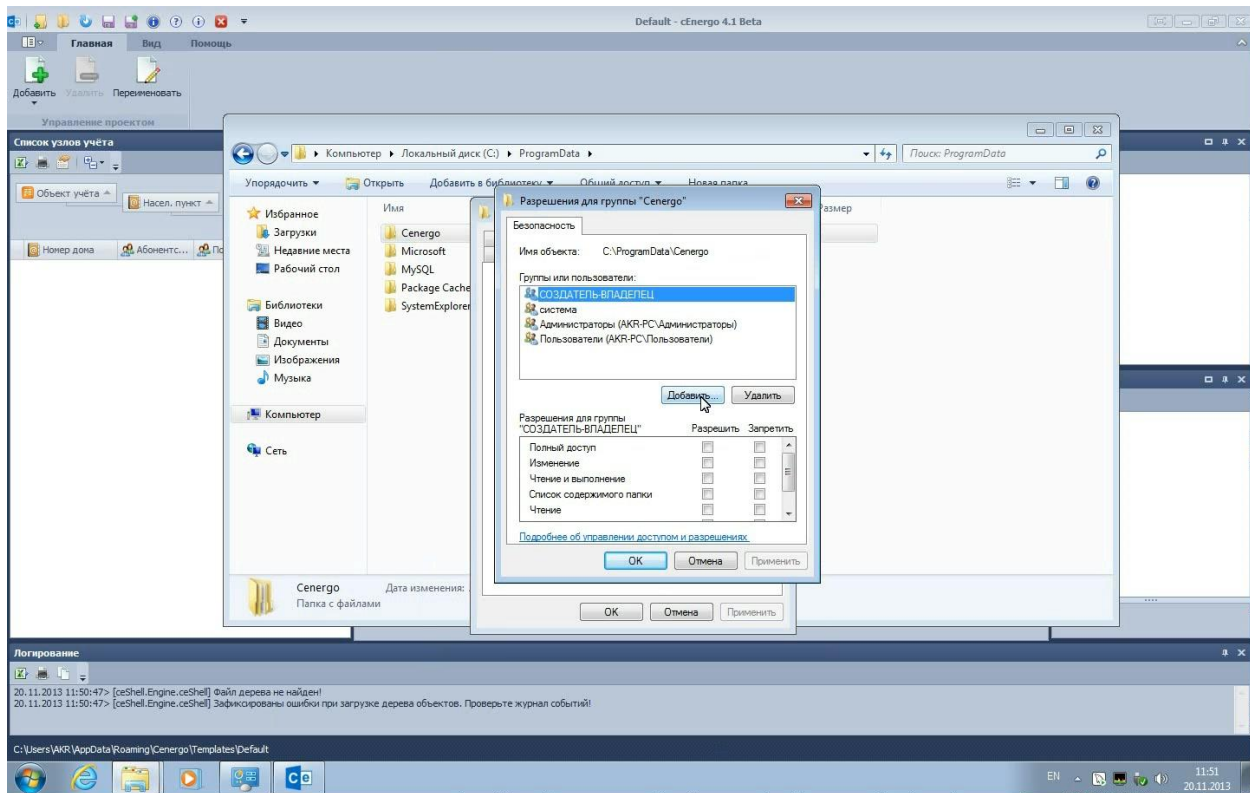 Default - cEnergo 4.1 Beta
Главная Вид Помощь
Добавить Удалить Переименовать
Управление проектом
Список узлов учёта
Объект учёта
Насел. пункт
Номер дома Абонентс...
Компьютер Локальный диск (C:) ProgramData
Поиск: ProgramData
Упорядочить Открыть Добавить в библиотеку Общий доступ Новая папка
Избранное
Загрузки
Недавние места
Рабочий стол
Библиотеки
Видео
Документы
Изображения
Музыка
Компьютер
Сеть
Имя
Cenergo
Microsoft
MySQL
Package Cache
SystemExplorer
Размер
Разрешения для группы "Cenergo"
Безопасность
Имя объекта: C:\ProgramData\Cenergo
Группы или пользователи:
СОЗДАТЕЛЬ-ВЛАДЕЛЕЦ
система
Администраторы (AKR-PC\Администраторы)
Пользователи (AKR-PC\Пользователи)
Добавить... Удалить
Разрешения для группы
"СОЗДАТЕЛЬ-ВЛАДЕЛЕЦ" Разрешить Запретить
Полный доступ
Изменение
Чтение и выполнение
Список содержимого папки
Чтение
Подробнее об управлении доступом и разрешениях
ОК Отмена Применить
Cenergo Дата изменения:
Папка с файлами
ОК Отмена Применить
Логирование
20.11.2013 11:50:47> [ceShell.Engine.ceShell] Файл дерева не найден!
20.11.2013 11:50:47> [ceShell.Engine.ceShell] Зафиксированы ошибки при загрузке дерева объектов. Проверьте журнал событий!
C:\Users\AKR\AppData\Roaming\Cenergo\Templates\Default
Ce
EN
11:51
20.11.2013